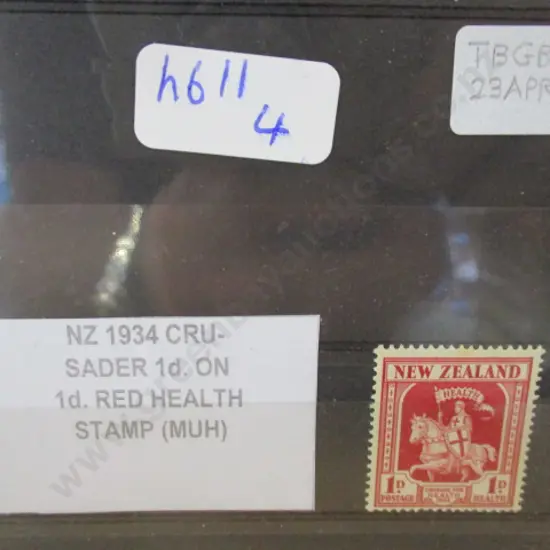 h611
4
TBGB
23APR
NZ 1934 CRU-
SADER 1d. ON
1d. RED HEALTH
STAMP (MUH)
NEW ZEALAND
HEALTH
1D 1D
POSTAGE HEALTH